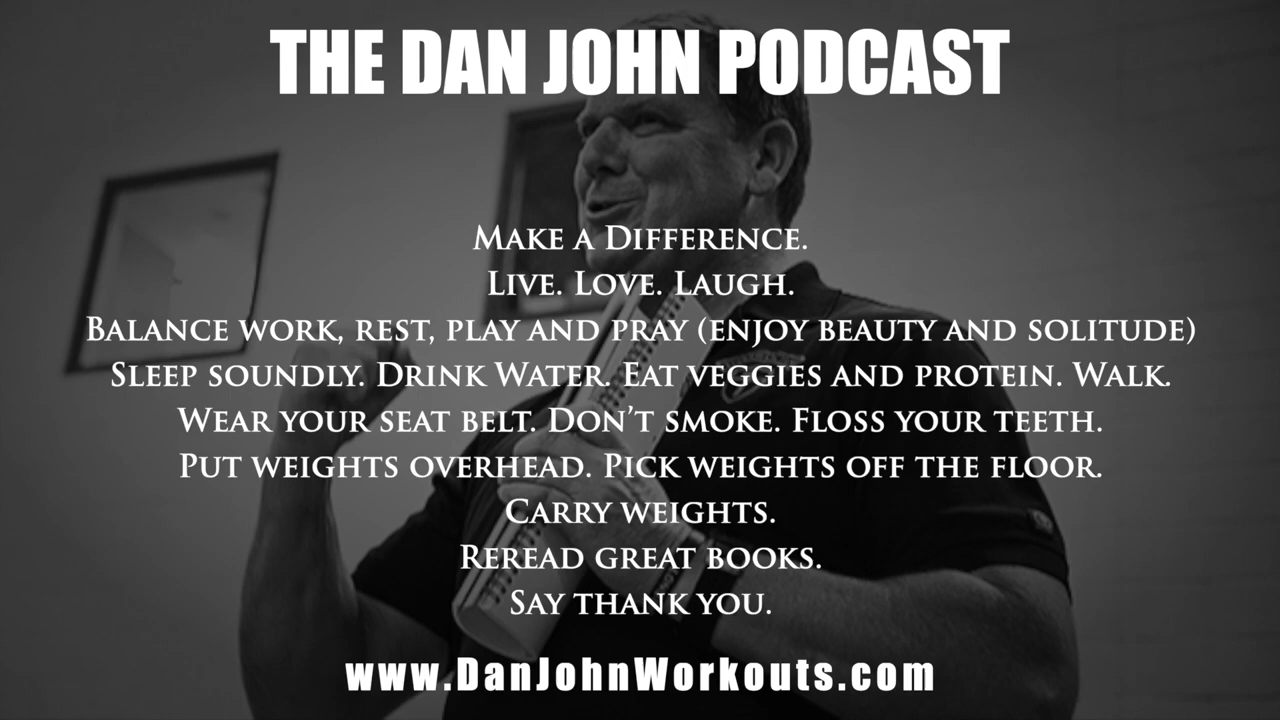 THE DAN JOHN PODCAST
Make a Difference.
Live. Love. Laugh.
Balance work, rest, play and pray (enjoy beauty and solitude)
Sleep soundly. Drink Water. Eat veggies and protein. Walk.
Wear your seat belt. Don't smoke. Floss your teeth.
Put weights overhead. Pick weights off the floor.
Carry weights.
Reread great books.
Say thank you.
www.DanJohnWorkouts.com